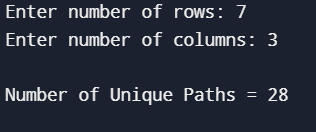 Enter number of rows: 7
Enter number of columns: 3
Number of Unique Paths = 28